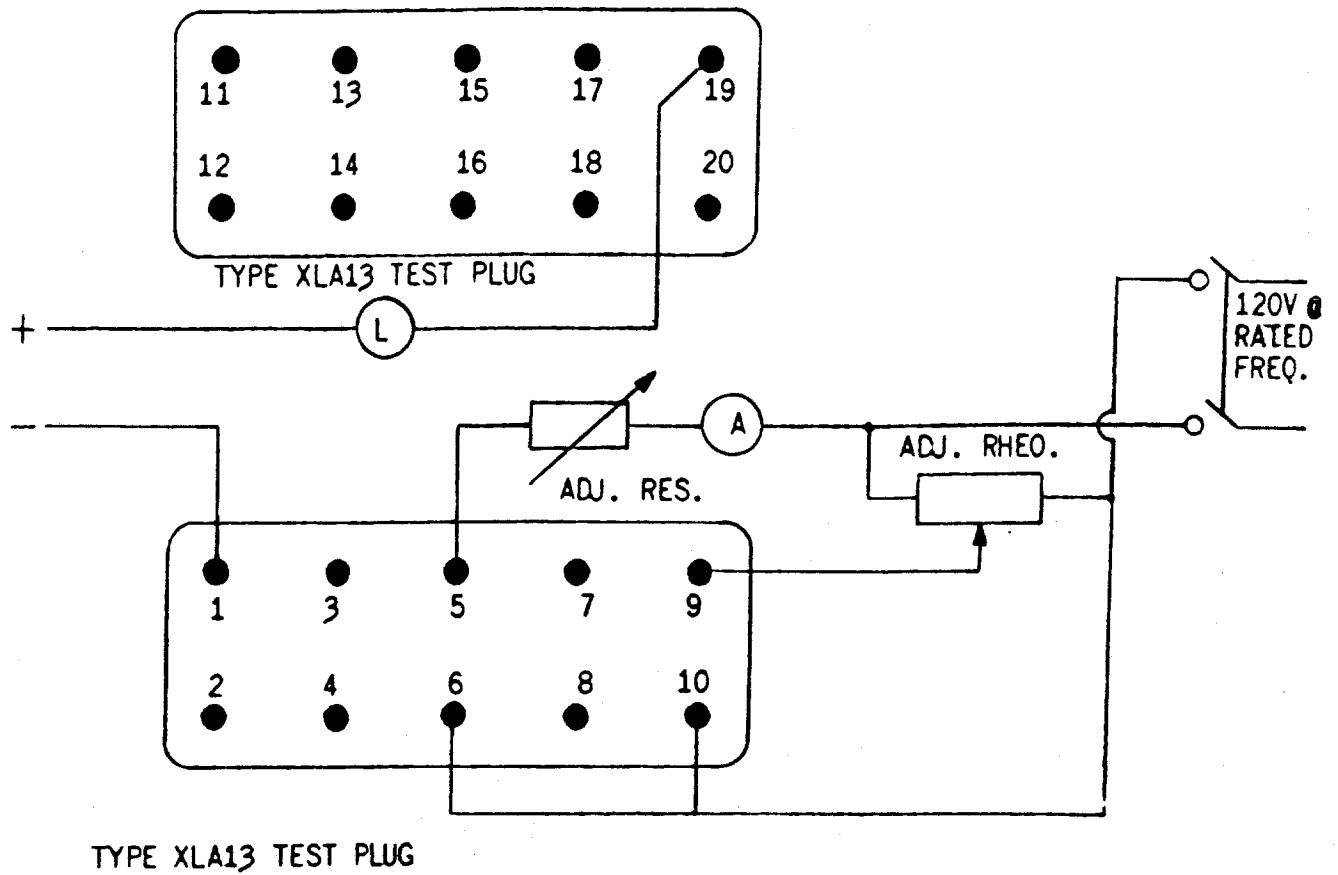 11 13 15 17 19
12 14 16 18 20
TYPE XLA13 TEST PLUG
+ L
120V @
RATED
FREQ.
— A
ADJ. RHEO.
ADJ. RES.
1 3 5 7 9
2 4 6 8 10
TYPE XLA13 TEST PLUG